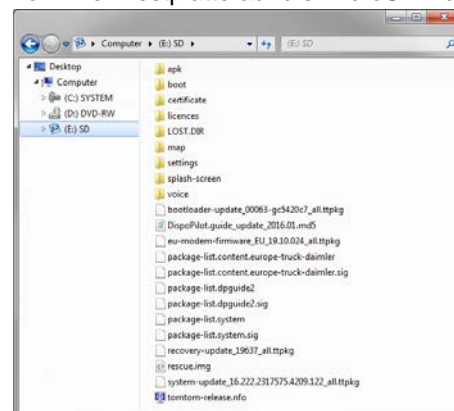 Computer ▸ (E:) SD ▸
(E:) SD
Desktop
Computer
(C:) SYSTEM
(D:) DVD-RW
(E:) SD
apk
boot
certificate
licences
LOST.DIR
map
settings
splash-screen
voice
bootloader-update_00063-gc5420c7_all.ttpkg
DispoPilot.guide_update_2016.01.md5
eu-modem-firmware_EU_19.10.024_all.ttpkg
package-list.content.europe-truck-daimler
package-list.content.europe-truck-daimler.sig
package-list.dpguide2
package-list.dpguide2.sig
package-list.system
package-list.system.sig
recovery-update_19637_all.ttpkg
rescue.img
system-update_16.222.2317575.4209.122_all.ttpkg
tomtom-release.nfo